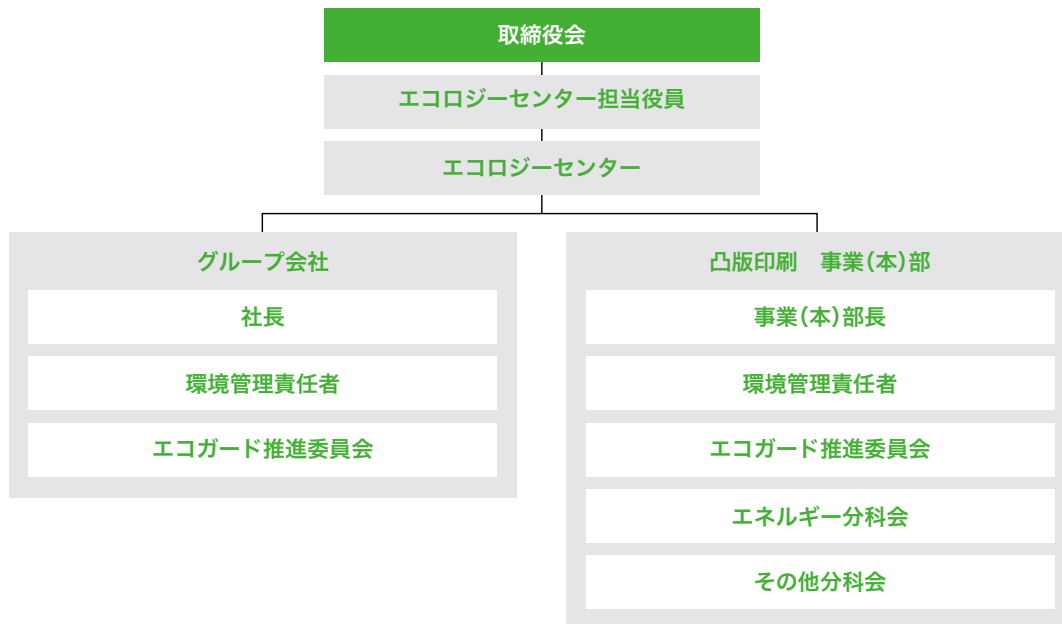 取締役会
エコロジーセンター担当役員
エコロジーセンター
グループ会社
社長
環境管理責任者
エコガード推進委員会
凸版印刷　事業(本)部
事業(本)部長
環境管理責任者
エコガード推進委員会
エネルギー分科会
その他分科会